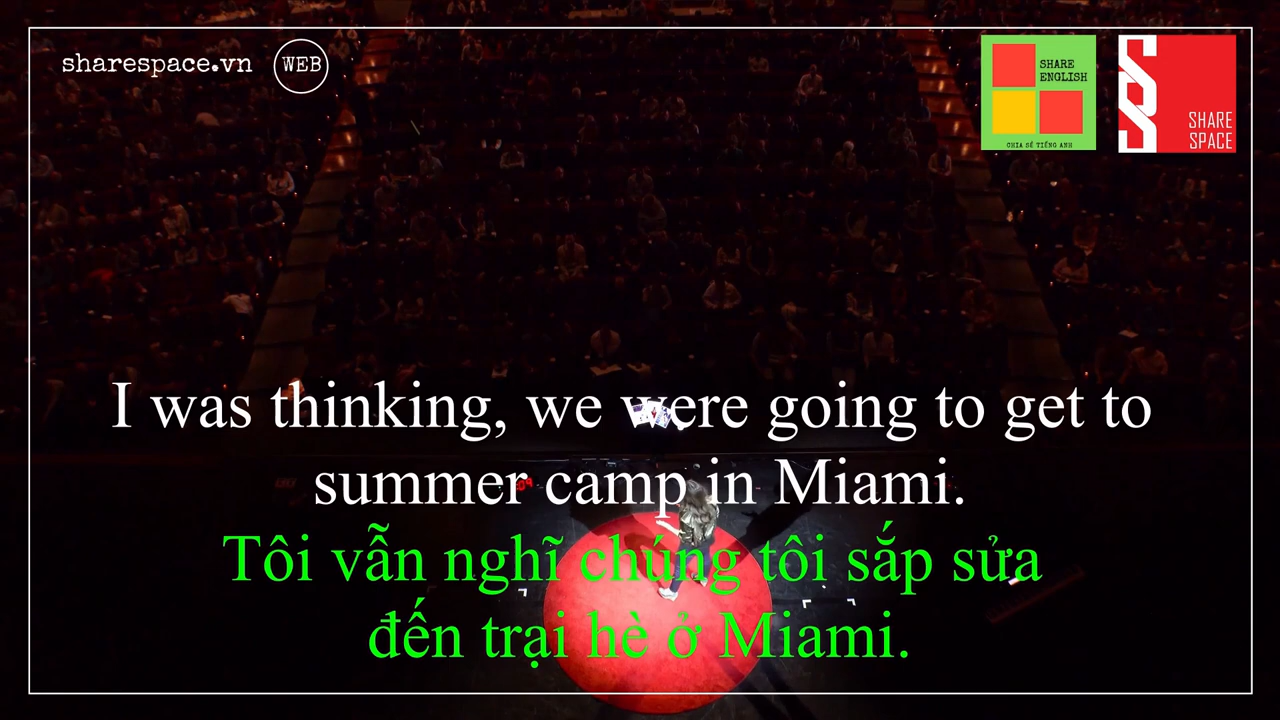 sharespace.vn WEB
SHARE
ENGLISH
CHIA SẺ TIẾNG ANH
SHARE
SPACE
I was thinking, we were going to get to
summer camp in Miami.
Tôi vẫn nghĩ chúng tôi sắp sửa
đến trại hè ở Miami.